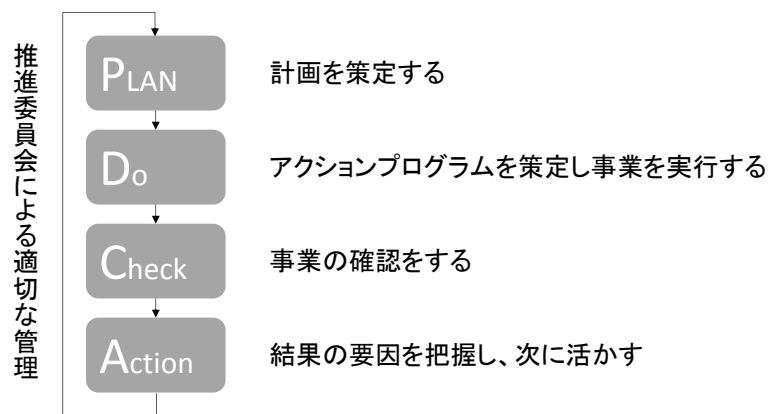 推進委員会による適切な管理
PLAN
計画を策定する
Do
アクションプログラムを策定し事業を実行する
Check
事業の確認をする
Action
結果の要因を把握し、次に活かす